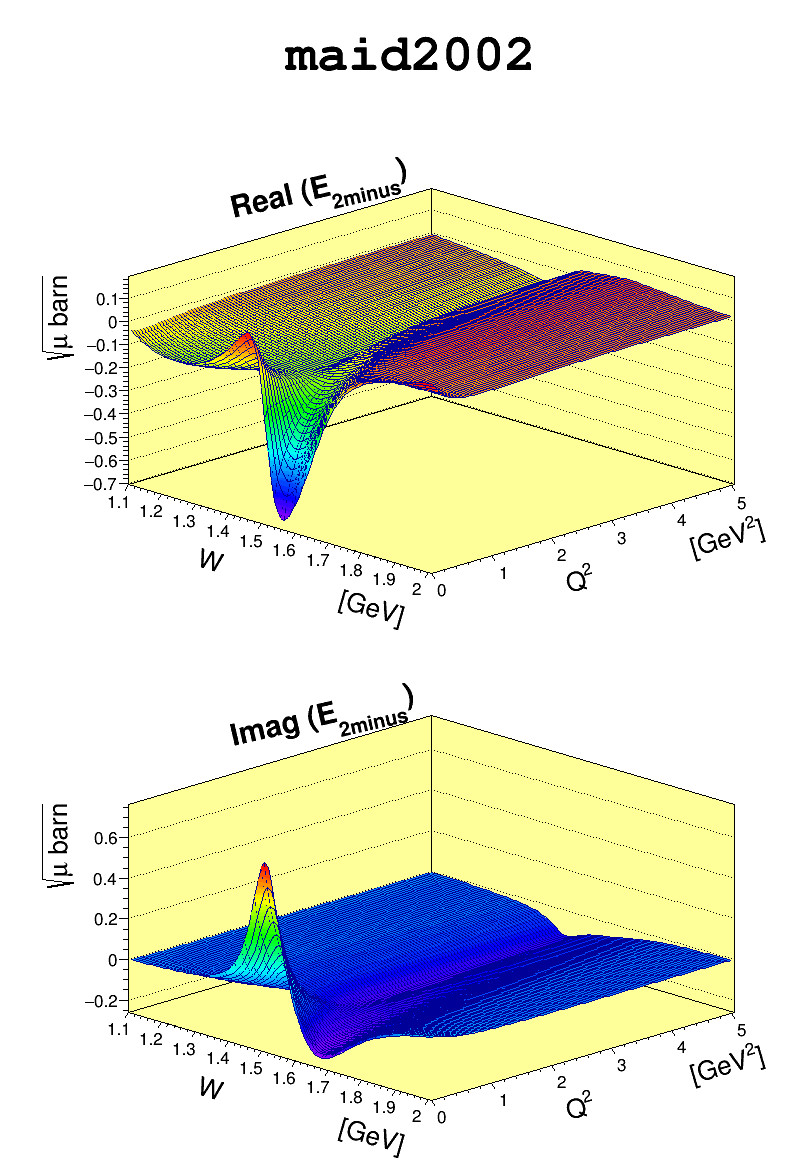 maid2002
Real (E2minus)
√μ barn
0.1
0
−0.1
−0.2
−0.3
−0.4
−0.5
−0.6
−0.7
1.1 1.2 1.3 1.4 1.5 1.6 1.7 1.8 1.9 2
W
[GeV]
0 1 2 3 4 5
Q²
[GeV²]
Imag (E2minus)
√μ barn
0.6
0.4
0.2
0
−0.2
1.1 1.2 1.3 1.4 1.5 1.6 1.7 1.8 1.9 2
W
[GeV]
0 1 2 3 4 5
Q²
[GeV²]